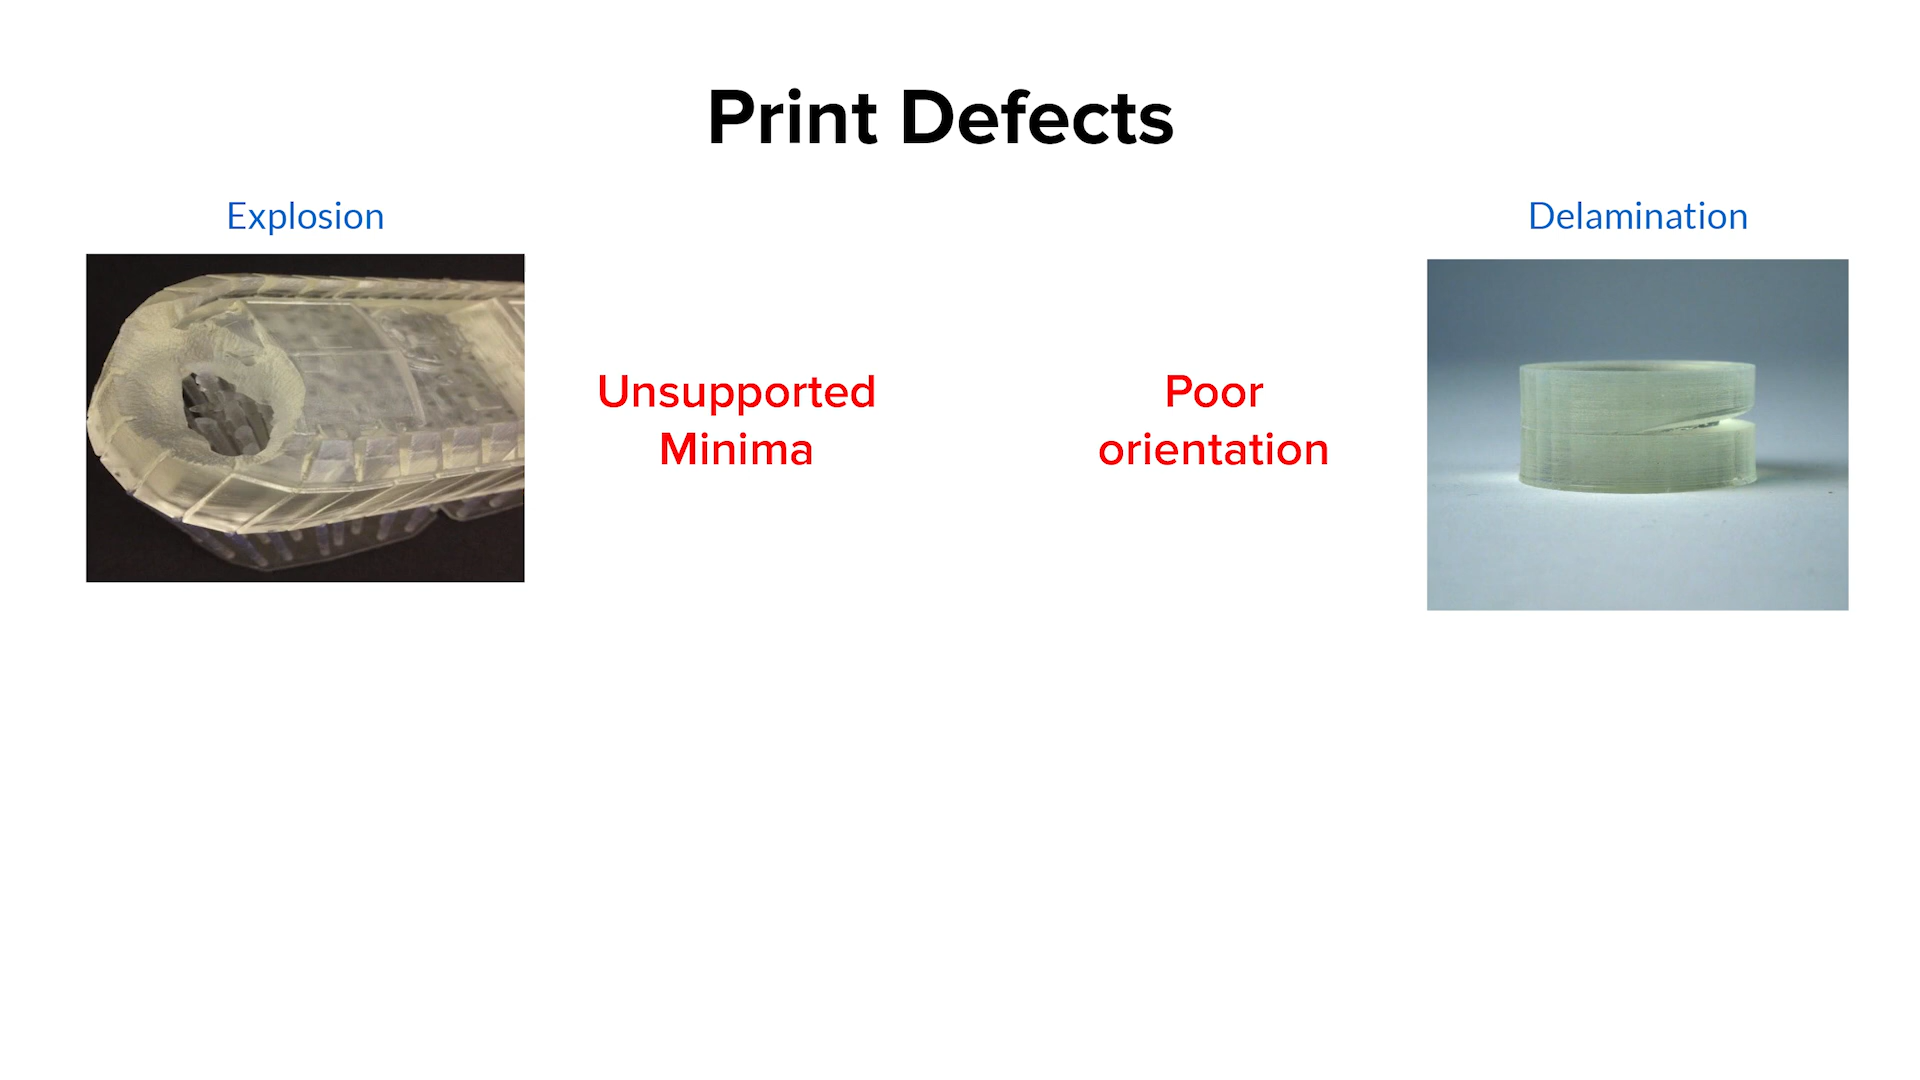 Print Defects
Explosion
Delamination
Unsupported
Minima
Poor
orientation